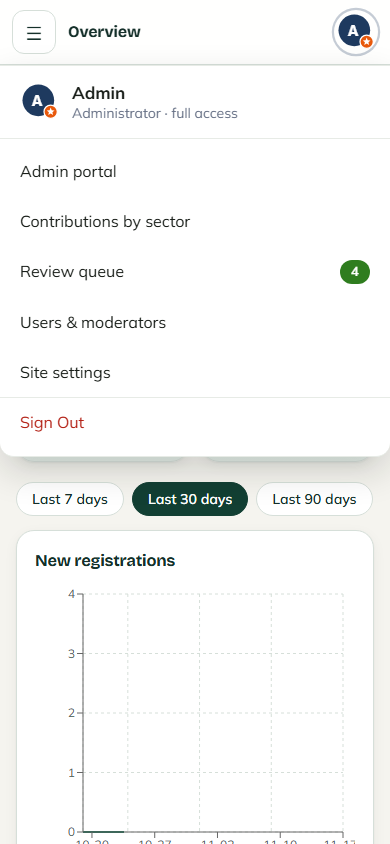 ☰ Overview A
A Admin
Administrator · full access
Admin portal
Contributions by sector
Review queue 4
Users & moderators
Site settings
Sign Out
Last 7 days Last 30 days Last 90 days
New registrations
4
3
2
1
0